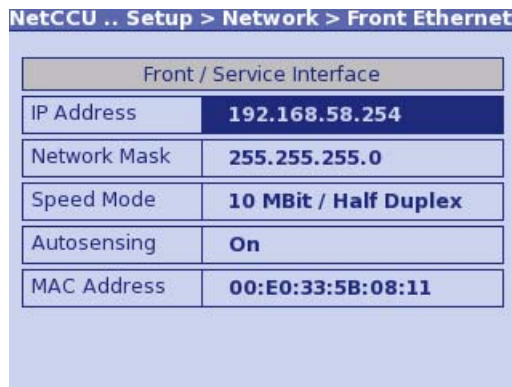 NetCCU .. Setup > Network > Front Ethernet
Front / Service Interface
IP Address 192.168.58.254
Network Mask 255.255.255.0
Speed Mode 10 MBit / Half Duplex
Autosensing On
MAC Address 00:E0:33:5B:08:11